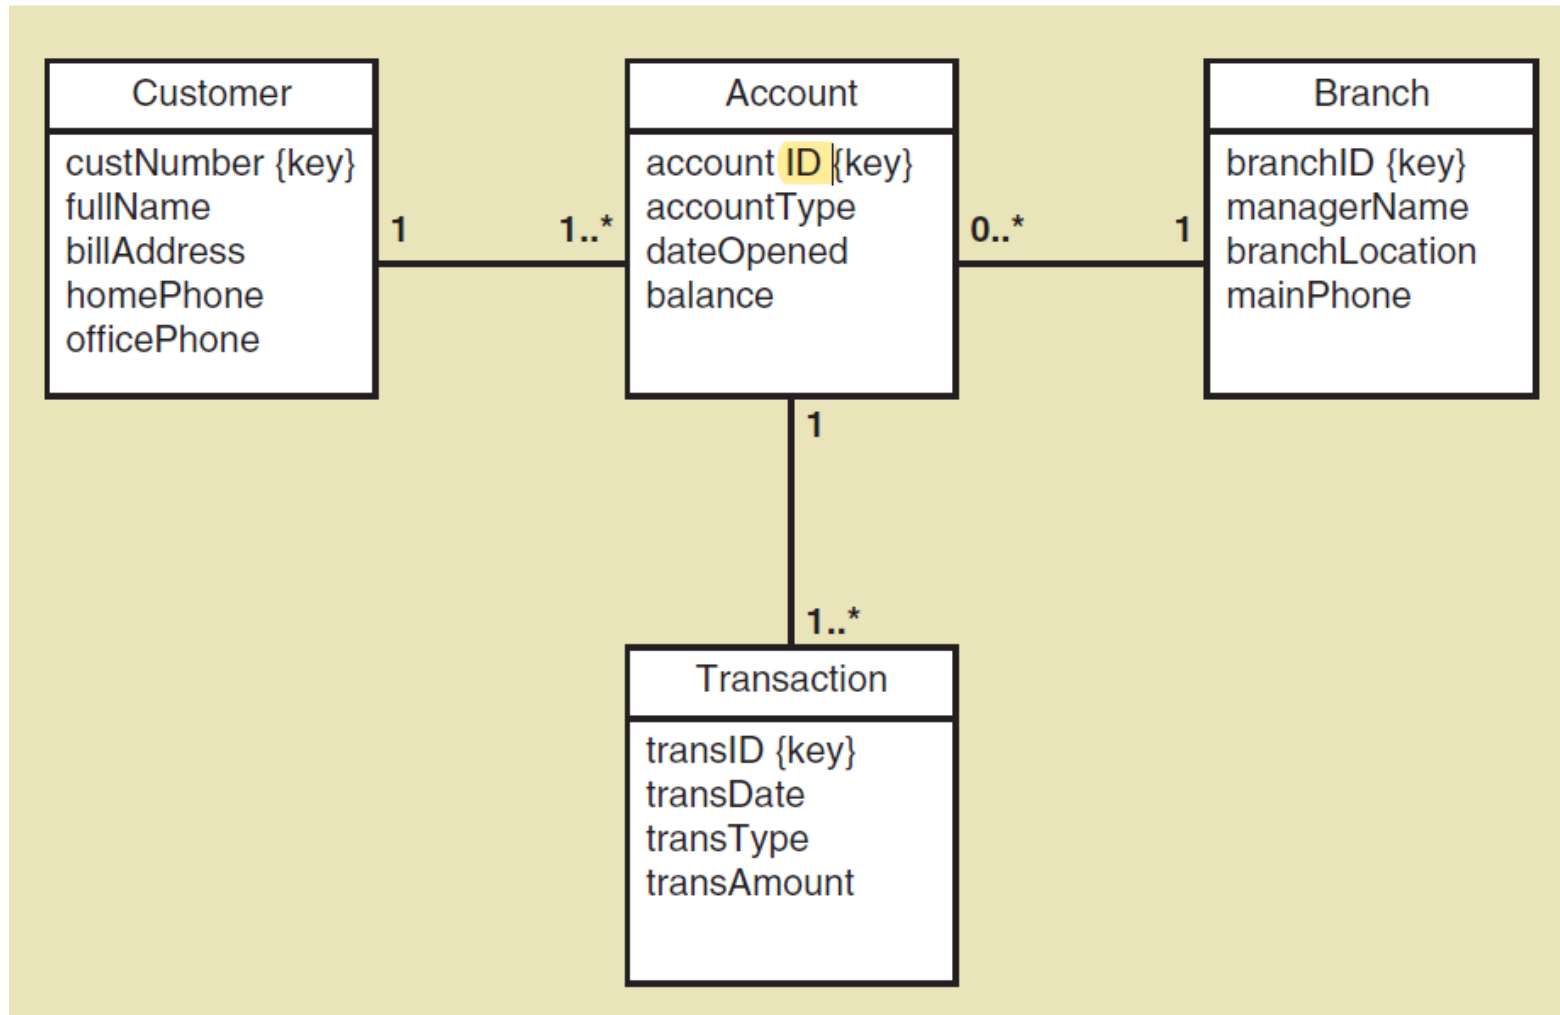 Customer
custNumber {key}
fullName
billAddress
homePhone
officePhone
1
1..*
Account
account ID {key}
accountType
dateOpened
balance
0..*
1
Branch
branchID {key}
managerName
branchLocation
mainPhone
1
1..*
Transaction
transID {key}
transDate
transType
transAmount